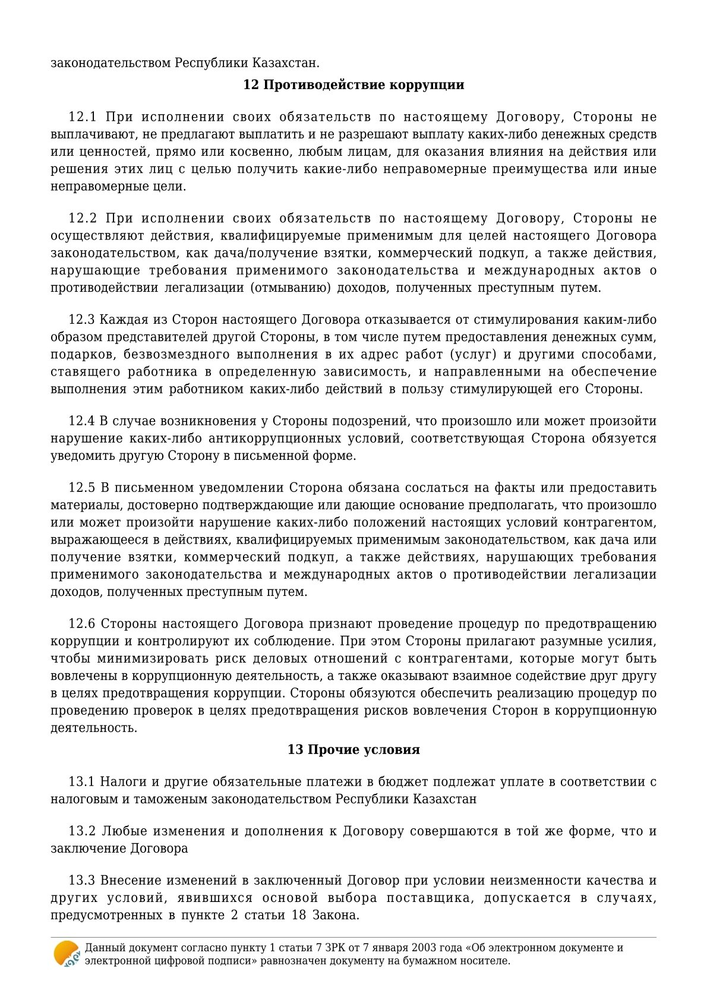 законодательством Республики Казахстан.
12 Противодействие коррупции
12.1 При исполнении своих обязательств по настоящему Договору, Стороны не
выплачивают, не предлагают выплатить и не разрешают выплату каких-либо денежных средств
или ценностей, прямо или косвенно, любым лицам, для оказания влияния на действия или
решения этих лиц с целью получить какие-либо неправомерные преимущества или иные
неправомерные цели.
12.2 При исполнении своих обязательств по настоящему Договору, Стороны не
осуществляют действия, квалифицируемые применимым для целей настоящего Договора
законодательством, как дача/получение взятки, коммерческий подкуп, а также действия,
нарушающие требования применимого законодательства и международных актов о
противодействии легализации (отмыванию) доходов, полученных преступным путем.
12.3 Каждая из Сторон настоящего Договора отказывается от стимулирования каким-либо
образом представителей другой Стороны, в том числе путем предоставления денежных сумм,
подарков, безвозмездного выполнения в их адрес работ (услуг) и другими способами,
ставящего работника в определенную зависимость, и направленными на обеспечение
выполнения этим работником каких-либо действий в пользу стимулирующей его Стороны.
12.4 В случае возникновения у Стороны подозрений, что произошло или может произойти
нарушение каких-либо антикоррупционных условий, соответствующая Сторона обязуется
уведомить другую Сторону в письменной форме.
12.5 В письменном уведомлении Сторона обязана сослаться на факты или предоставить
материалы, достоверно подтверждающие или дающие основание предполагать, что произошло
или может произойти нарушение каких-либо положений настоящих условий контрагентом,
выражающееся в действиях, квалифицируемых применимым законодательством, как дача или
получение взятки, коммерческий подкуп, а также действиях, нарушающих требования
применимого законодательства и международных актов о противодействии легализации
доходов, полученных преступным путем.
12.6 Стороны настоящего Договора признают проведение процедур по предотвращению
коррупции и контролируют их соблюдение. При этом Стороны прилагают разумные усилия,
чтобы минимизировать риск деловых отношений с контрагентами, которые могут быть
вовлечены в коррупционную деятельность, а также оказывают взаимное содействие друг другу
в целях предотвращения коррупции. Стороны обязуются обеспечить реализацию процедур по
проведению проверок в целях предотвращения рисков вовлечения Сторон в коррупционную
деятельность.
13 Прочие условия
13.1 Налоги и другие обязательные платежи в бюджет подлежат уплате в соответствии с
налоговым и таможеным законодательством Республики Казахстан
13.2 Любые изменения и дополнения к Договору совершаются в той же форме, что и
заключение Договора
13.3 Внесение изменений в заключенный Договор при условии неизменности качества и
других условий, явившихся основой выбора поставщика, допускается в случаях,
предусмотренных в пункте 2 статьи 18 Закона.
Данный документ согласно пункту 1 статьи 7 ЗРК от 7 января 2003 года «Об электронном документе и
электронной цифровой подписи» равнозначен документу на бумажном носителе.